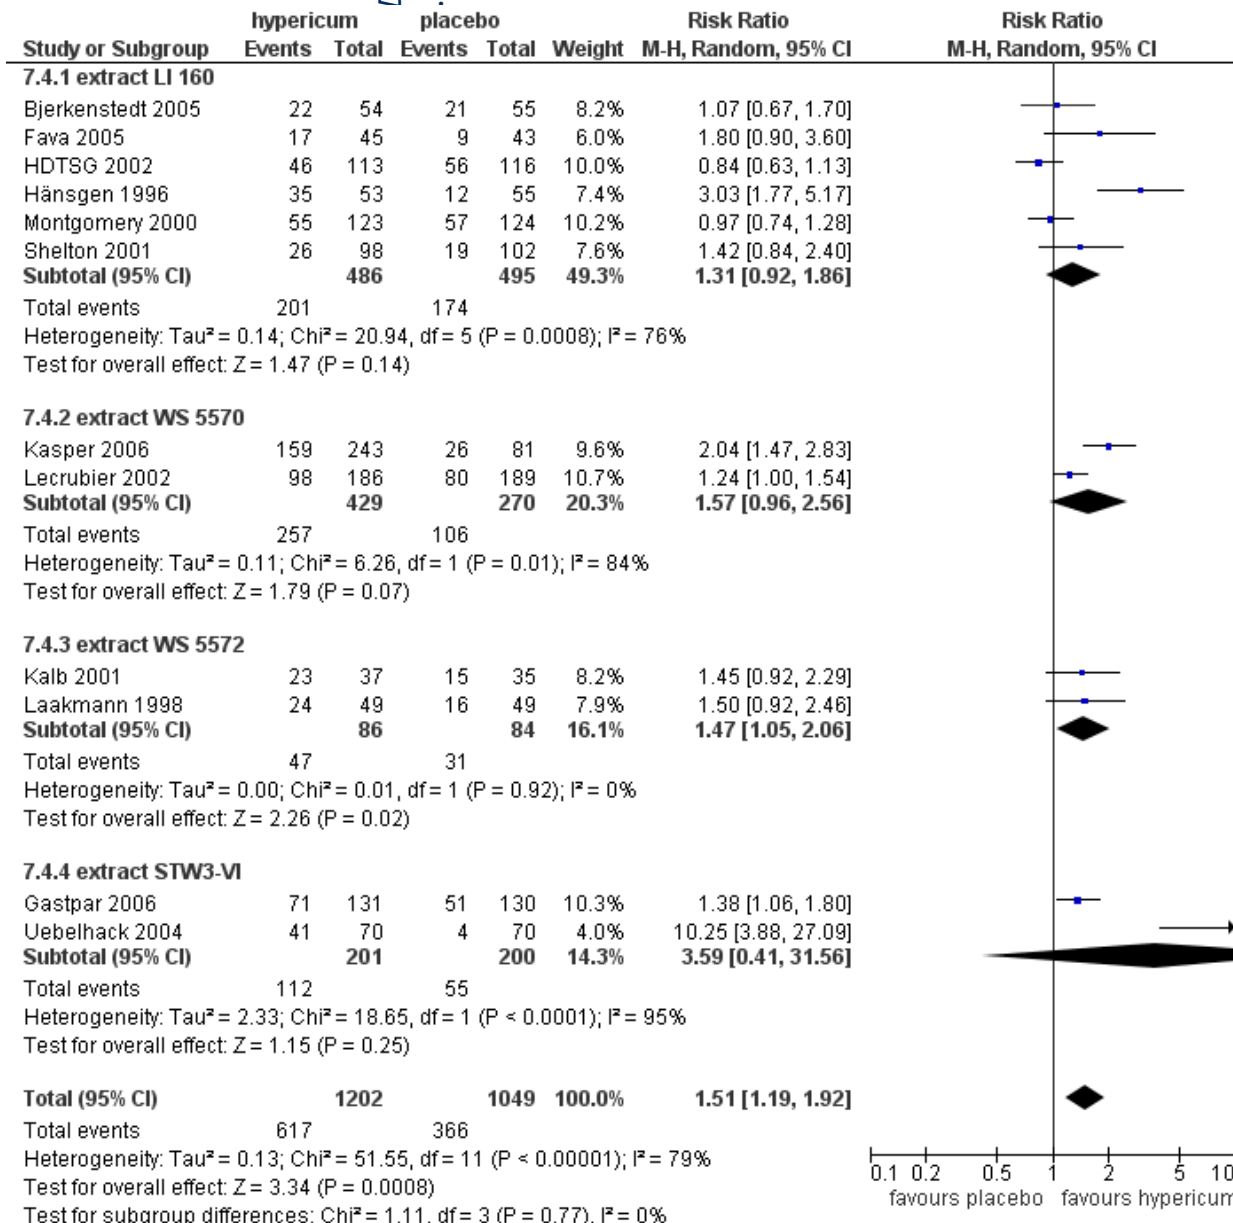 hypericum placebo Risk Ratio Risk Ratio
Study or Subgroup Events Total Events Total Weight M-H, Random, 95% CI M-H, Random, 95% CI
7.4.1 extract LI 160
Bjerkenstedt 2005 22 54 21 55 8.2% 1.07 [0.67, 1.70]
Fava 2005 17 45 9 43 6.0% 1.80 [0.90, 3.60]
HDTSG 2002 46 113 56 116 10.0% 0.84 [0.63, 1.13]
Hänsgen 1996 35 53 12 55 7.4% 3.03 [1.77, 5.17]
Montgomery 2000 55 123 57 124 10.2% 0.97 [0.74, 1.28]
Shelton 2001 26 98 19 102 7.6% 1.42 [0.84, 2.40]
Subtotal (95% CI) 486 495 49.3% 1.31 [0.92, 1.86]
Total events 201 174
Heterogeneity: Tau² = 0.14; Chi² = 20.94, df = 5 (P = 0.0008); I² = 76%
Test for overall effect: Z = 1.47 (P = 0.14)
7.4.2 extract WS 5570
Kasper 2006 159 243 26 81 9.6% 2.04 [1.47, 2.83]
Lecrubier 2002 98 186 80 189 10.7% 1.24 [1.00, 1.54]
Subtotal (95% CI) 429 270 20.3% 1.57 [0.96, 2.56]
Total events 257 106
Heterogeneity: Tau² = 0.11; Chi² = 6.26, df = 1 (P = 0.01); I² = 84%
Test for overall effect: Z = 1.79 (P = 0.07)
7.4.3 extract WS 5572
Kalb 2001 23 37 15 35 8.2% 1.45 [0.92, 2.29]
Laakmann 1998 24 49 16 49 7.9% 1.50 [0.92, 2.46]
Subtotal (95% CI) 86 84 16.1% 1.47 [1.05, 2.06]
Total events 47 31
Heterogeneity: Tau² = 0.00; Chi² = 0.01, df = 1 (P = 0.92); I² = 0%
Test for overall effect: Z = 2.26 (P = 0.02)
7.4.4 extract STW3-VI
Gastpar 2006 71 131 51 130 10.3% 1.38 [1.06, 1.80]
Uebelhack 2004 41 70 4 70 4.0% 10.25 [3.88, 27.09]
Subtotal (95% CI) 201 200 14.3% 3.59 [0.41, 31.56]
Total events 112 55
Heterogeneity: Tau² = 2.33; Chi² = 18.65, df = 1 (P < 0.0001); I² = 95%
Test for overall effect: Z = 1.15 (P = 0.25)
Total (95% CI) 1202 1049 100.0% 1.51 [1.19, 1.92]
Total events 617 366
Heterogeneity: Tau² = 0.13; Chi² = 51.55, df = 11 (P < 0.00001); I² = 79%
Test for overall effect: Z = 3.34 (P = 0.0008)
Test for subgroup differences: Chi² = 1.11, df = 3 (P = 0.77), I² = 0%
0.1 0.2 0.5 1 2 5 10
favours placebo favours hypericum